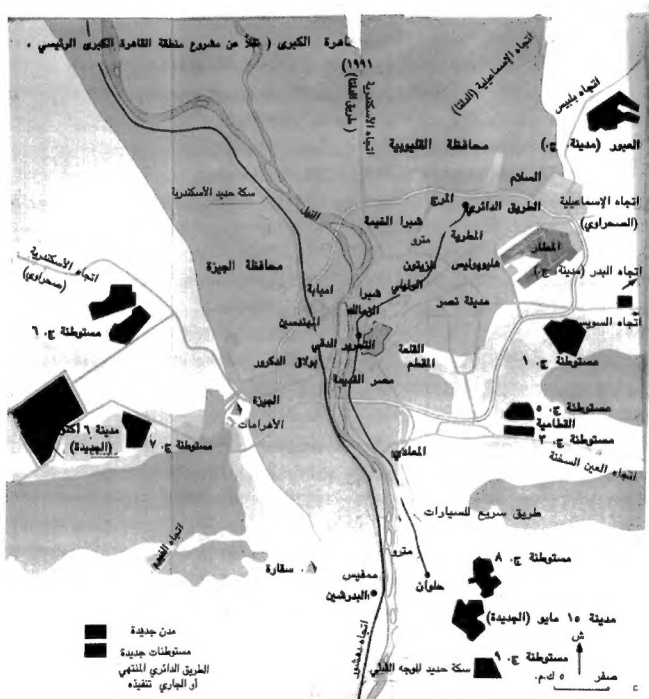 القاهرة الكبرى ( نقلاً عن مشروع منطقة القاهرة الكبرى الرئيسي .
١٩٩١)
اتجاه الأسكندرية
( طريق الدلتا)
اتجاه الإسماعيلية (الدلتا)
اتجاه بلبيس
العبور (مدينة ج.)
محافظة القليوبية
السلام
المرج
الطريق الدائري
اتجاه الإسماعيلية
(الصحراوي)
سكة حديد الأسكندرية
النيل
شبرا الخيمة
مترو
المطرية
المطار
هليوبوليس
الزيتون
الوايلي
اتجاه البدر (مدينة ج.)
اتجاه الأسكندرية
(صحراوي)
محافظة الجيزة
امبابة
شبرا
الزمالك
مدينة نصر
المهندسين
اتجاه السويس
مستوطنة ج. ٦
التحرير
الدقي
القلعة
المقطم
بولاق الدكرور
مصر القديمة
مستوطنة ج. ١
الجيزة
الأهرامات
مستوطنة ج. ٥
القطامية
مستوطنة ج. ٣
مدينة ٦ أكتوبر
(الجديدة)
مستوطنة ج. ٧
المعادي
اتجاه العين السخنة
طريق سريع للسيارات
اتجاه الفيوم
مترو
سقارة
ممفيس
البدرشين
حلوان
مستوطنة ج. ٨
مدينة ١٥ مايو (الجديدة)
ش
اتجاه دهشور
سكة حديد الوجه القبلي
مستوطنة ج. ٩
صفر ٥ ك.م.
مدن جديدة
مستوطنات جديدة
الطريق الدائري المنتهي
أو الجاري تنفيذه